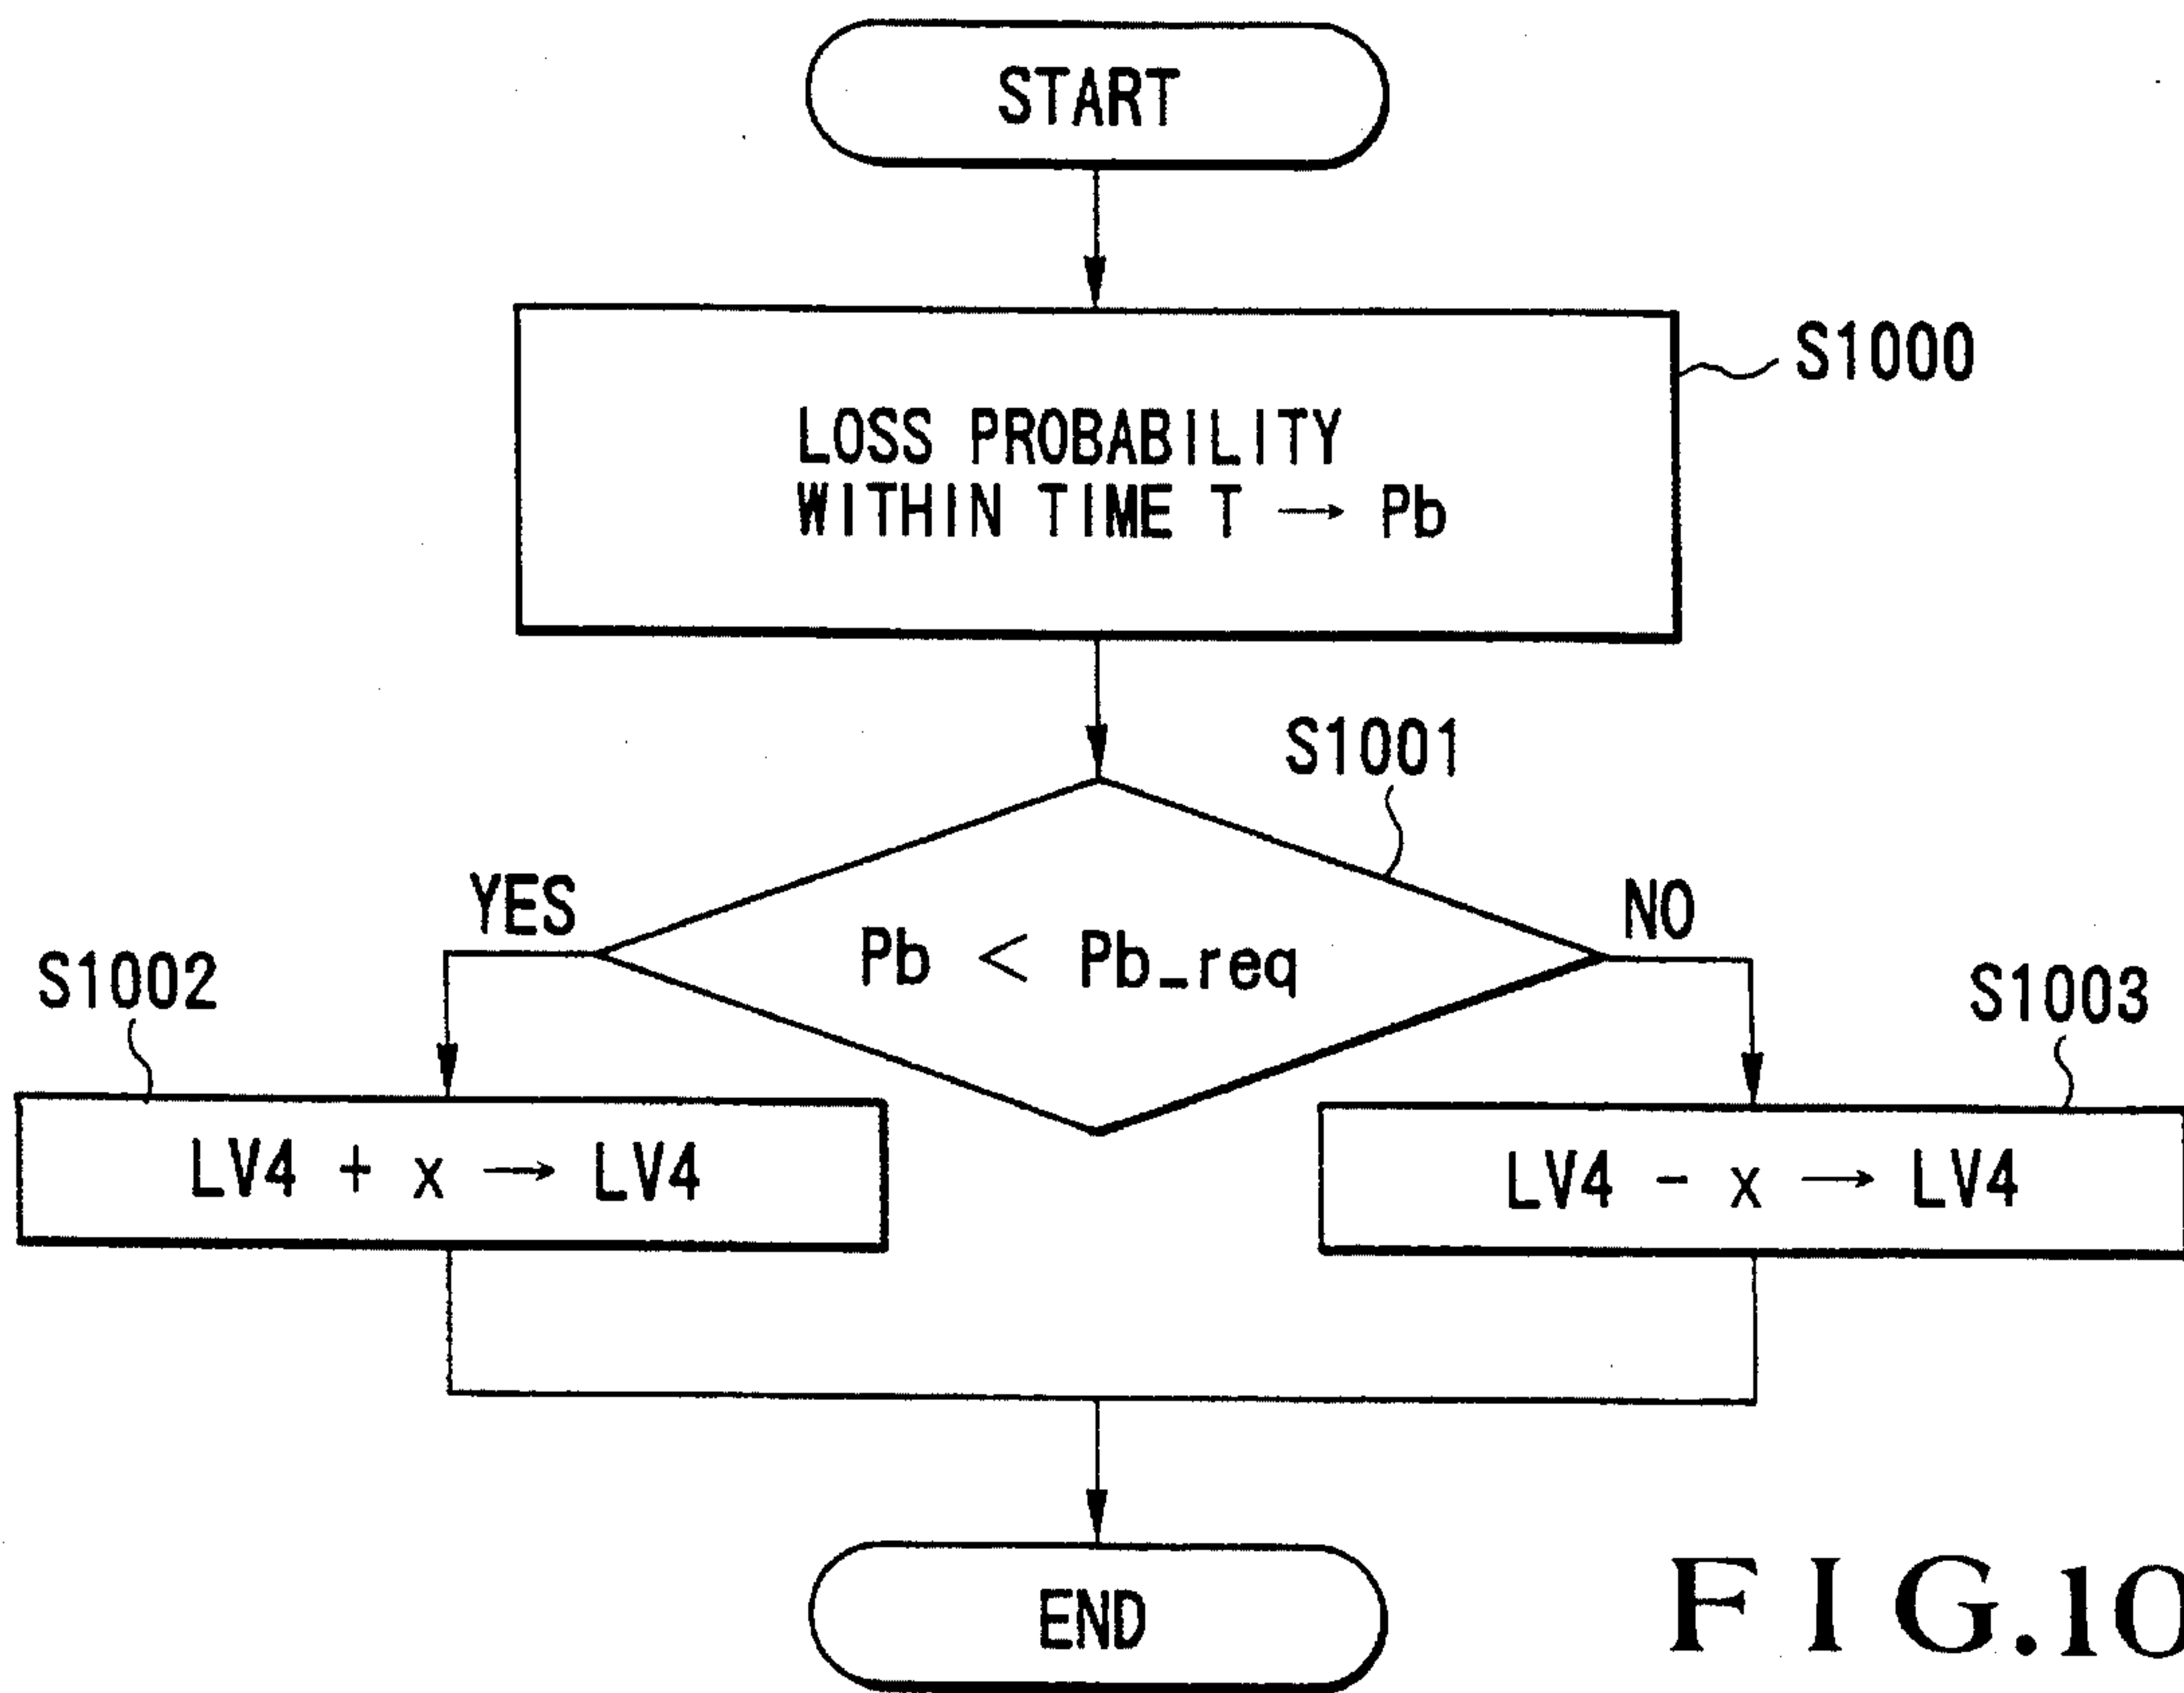 START
S1000
LOSS PROBABILITY
WITHIN TIME T → Pb
S1001
YES
NO
Pb < Pb_req
S1002
S1003
LV4 + x → LV4
LV4 - x → LV4
END
FIG.10